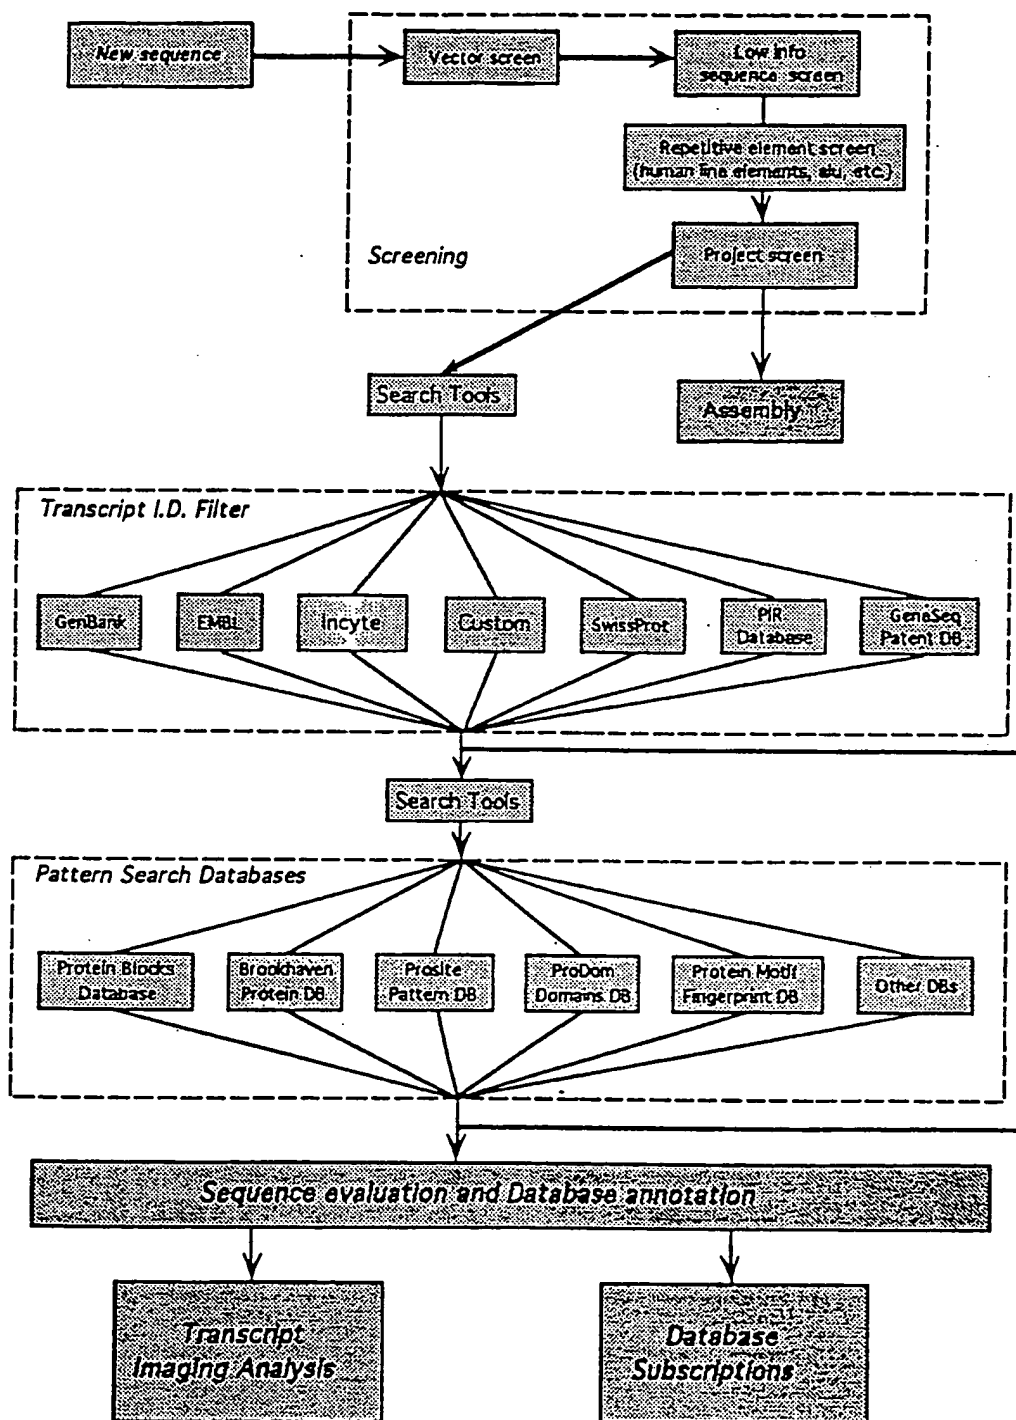 New sequence
Vector screen
Low info
sequence screen
Repetitive element screen
(human line elements, alu, etc.)
Screening
Project screen
Search Tools
Assembly
Transcript I.D. Filter
GenBank
EMBL
Incyte
Custom
SwissProt
PIR
Database
GeneSeq
Patent DB
Search Tools
Pattern Search Databases
Protein Blocks
Database
Brookhaven
Protein DB
Prosite
Pattern DB
ProDom
Domains DB
Protein Motif
Fingerprint DB
Other DBs
Sequence evaluation and Database annotation
Transcript
Imaging Analysis
Database
Subscriptions